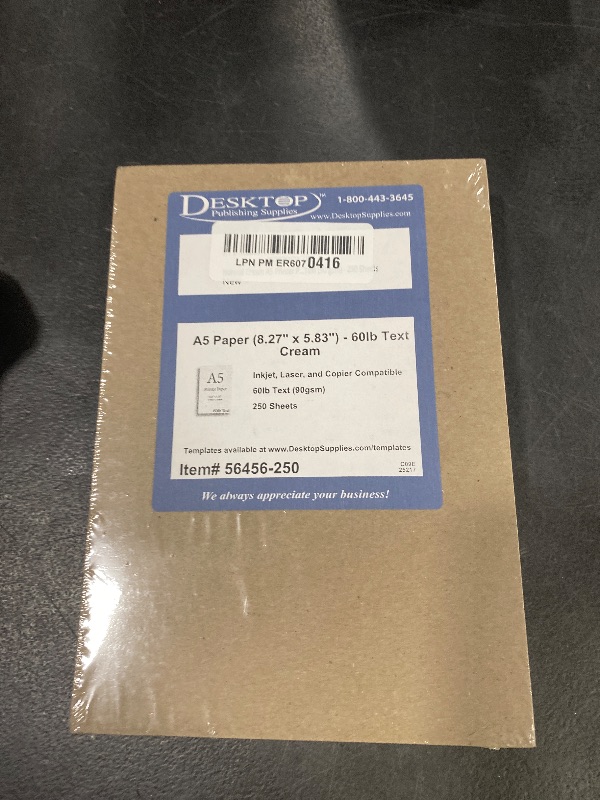 DESKTOP™ 1-800-443-3645
Publishing Supplies www.DesktopSupplies.com
LPN PM ER6070416
NEW
A5 Paper (8.27" x 5.83") - 60lb Text
Cream
A5
Inkjet, Laser, and Copier Compatible
60lb Text (90gsm)
250 Sheets
Templates available at www.DesktopSupplies.com/templates
Item# 56456-250
We always appreciate your business!